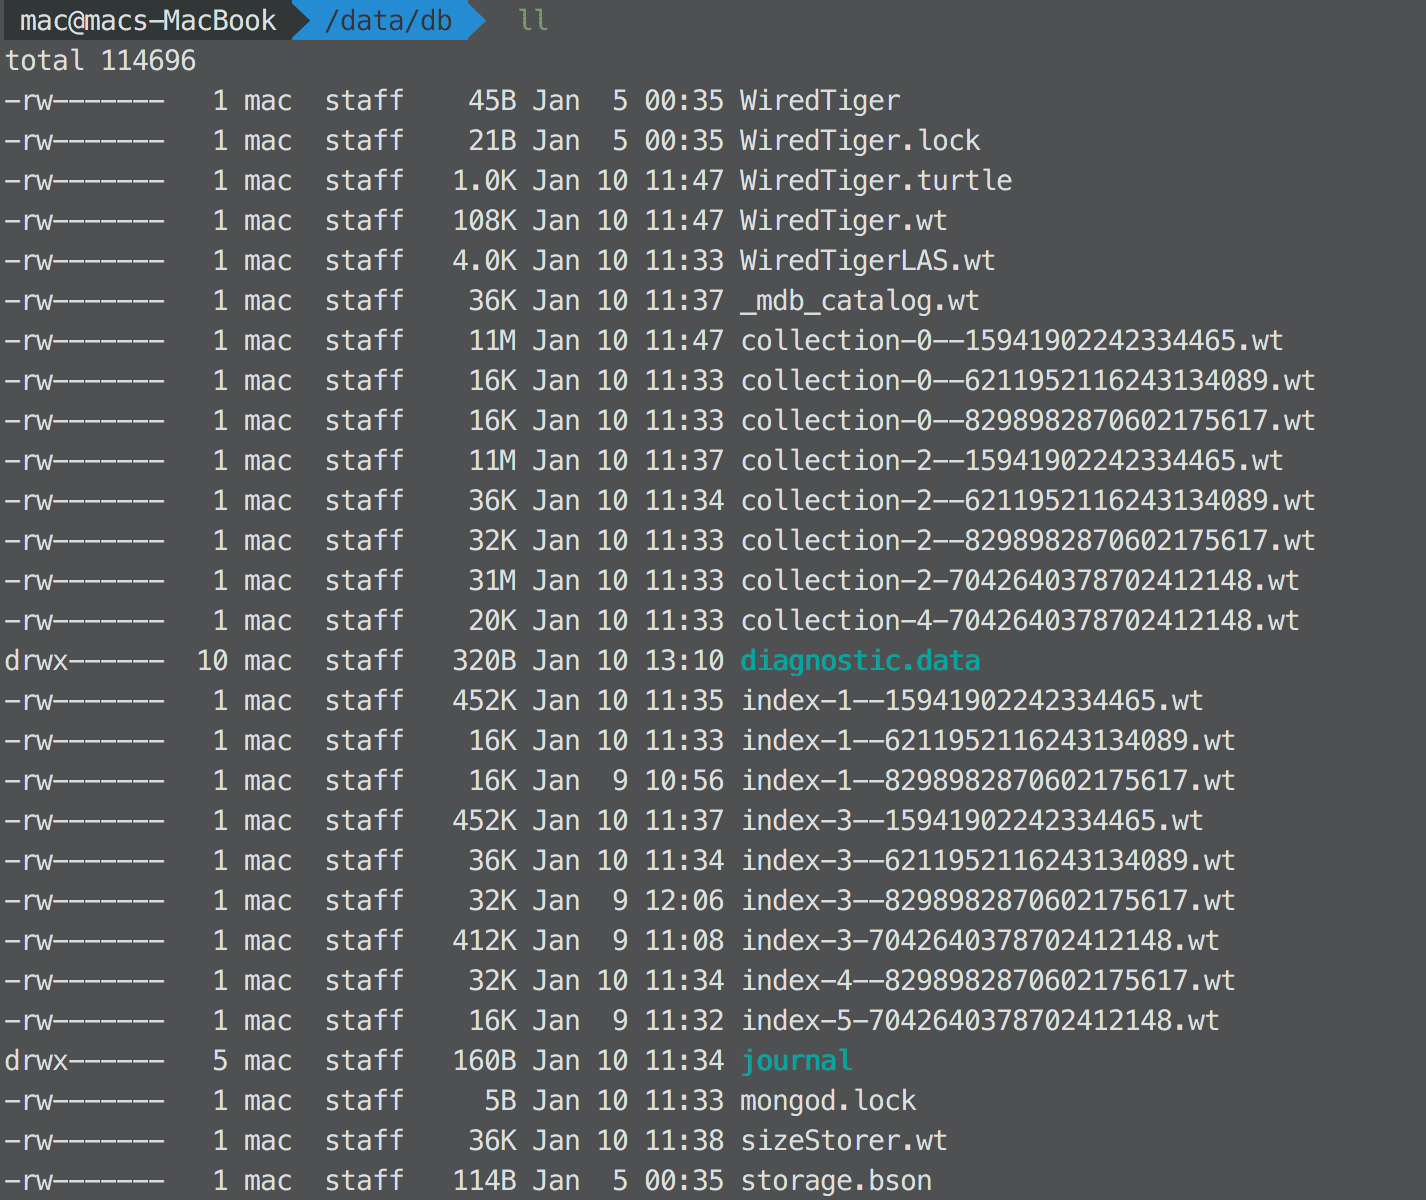 mac@macs-MacBook /data/db ll
total 114696
-rw------- 1 mac staff 45B Jan 5 00:35 WiredTiger
-rw------- 1 mac staff 21B Jan 5 00:35 WiredTiger.lock
-rw------- 1 mac staff 1.0K Jan 10 11:47 WiredTiger.turtle
-rw------- 1 mac staff 108K Jan 10 11:47 WiredTiger.wt
-rw------- 1 mac staff 4.0K Jan 10 11:33 WiredTigerLAS.wt
-rw------- 1 mac staff 36K Jan 10 11:37 _mdb_catalog.wt
-rw------- 1 mac staff 11M Jan 10 11:47 collection-0--15941902242334465.wt
-rw------- 1 mac staff 16K Jan 10 11:33 collection-0--6211952116243134089.wt
-rw------- 1 mac staff 16K Jan 10 11:33 collection-0--8298982870602175617.wt
-rw------- 1 mac staff 11M Jan 10 11:37 collection-2--15941902242334465.wt
-rw------- 1 mac staff 36K Jan 10 11:34 collection-2--6211952116243134089.wt
-rw------- 1 mac staff 32K Jan 10 11:33 collection-2--8298982870602175617.wt
-rw------- 1 mac staff 31M Jan 10 11:33 collection-2-7042640378702412148.wt
-rw------- 1 mac staff 20K Jan 10 11:33 collection-4-7042640378702412148.wt
drwx------ 10 mac staff 320B Jan 10 13:10 diagnostic.data
-rw------- 1 mac staff 452K Jan 10 11:35 index-1--15941902242334465.wt
-rw------- 1 mac staff 16K Jan 10 11:33 index-1--6211952116243134089.wt
-rw------- 1 mac staff 16K Jan 9 10:56 index-1--8298982870602175617.wt
-rw------- 1 mac staff 452K Jan 10 11:37 index-3--15941902242334465.wt
-rw------- 1 mac staff 36K Jan 10 11:34 index-3--6211952116243134089.wt
-rw------- 1 mac staff 32K Jan 9 12:06 index-3--8298982870602175617.wt
-rw------- 1 mac staff 412K Jan 9 11:08 index-3-7042640378702412148.wt
-rw------- 1 mac staff 32K Jan 10 11:34 index-4--8298982870602175617.wt
-rw------- 1 mac staff 16K Jan 9 11:32 index-5-7042640378702412148.wt
drwx------ 5 mac staff 160B Jan 10 11:34 journal
-rw------- 1 mac staff 5B Jan 10 11:33 mongod.lock
-rw------- 1 mac staff 36K Jan 10 11:38 sizeStorer.wt
-rw------- 1 mac staff 114B Jan 5 00:35 storage.bson